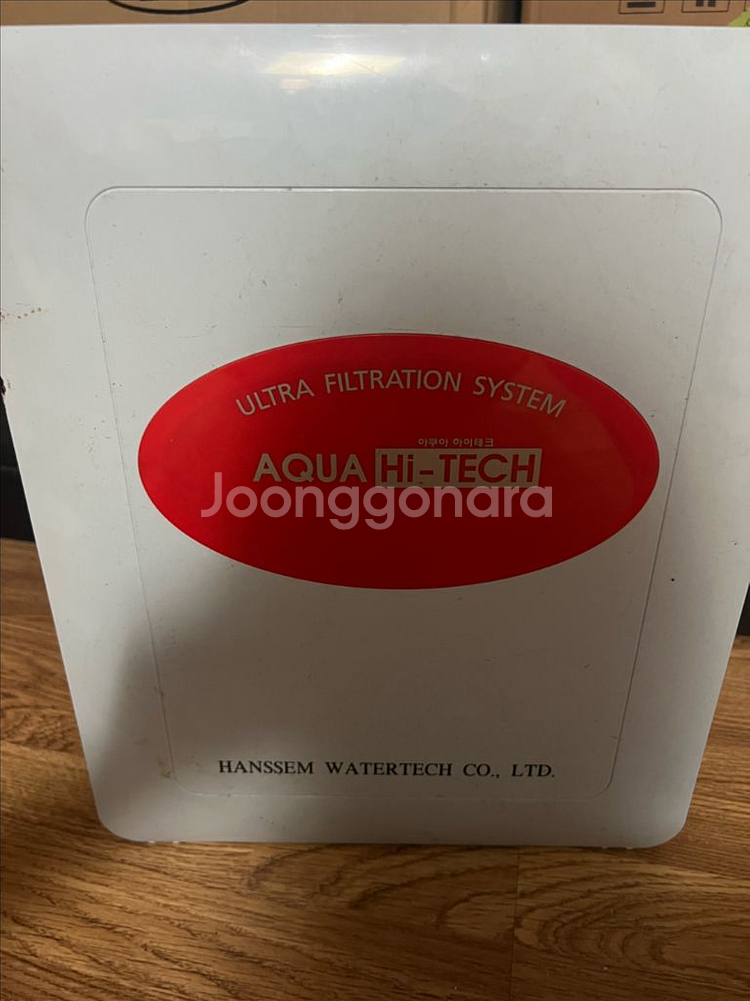 ULTRA FILTRATION SYSTEM
아쿠아 하이테크
AQUA Hi-TECH
Joonggonara
HANSSEM WATERTECH CO., LTD.